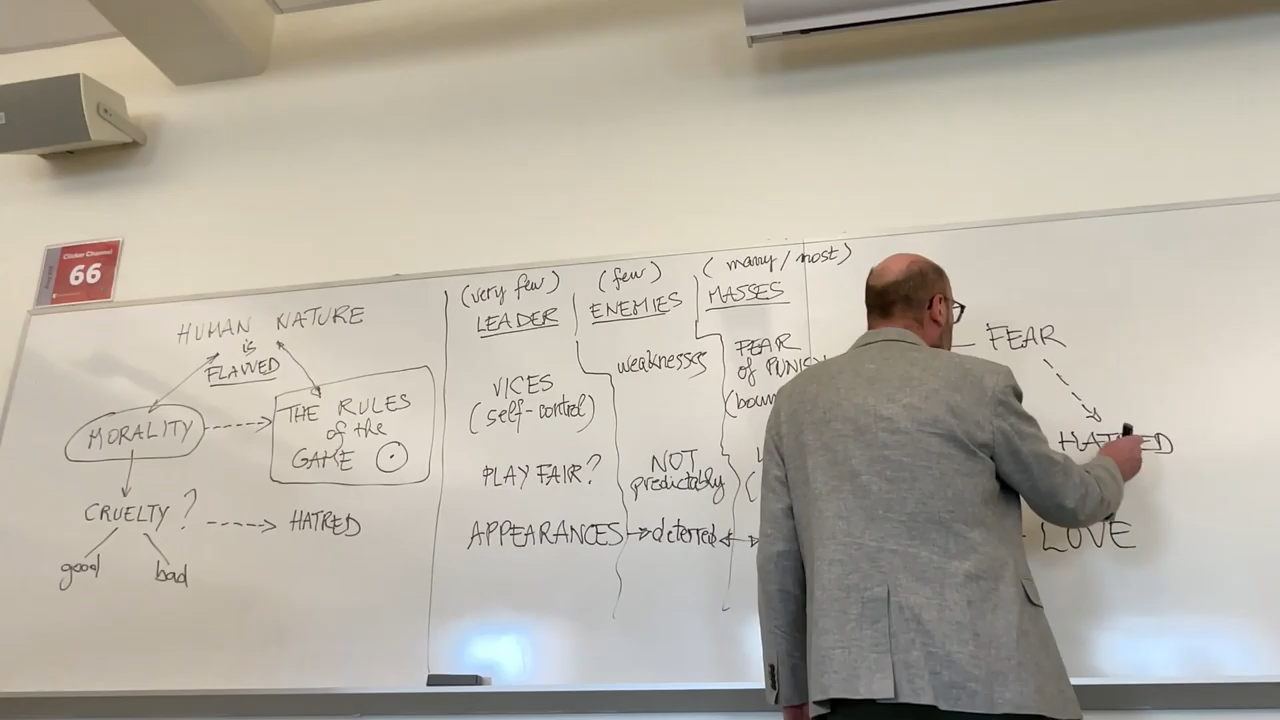 Clicker Channel
66
HUMAN NATURE
is
FLAWED
MORALITY
THE RULES
of the
GAME
CRUELTY?
HATRED
good
bad
(very few)
LEADER
VICES
(self-control)
PLAY FAIR?
APPEARANCES
(few)
ENEMIES
weaknesses
NOT
predictably
deterred
(many/most)
MASSES
FEAR
of
FEAR
HATRED
LOVE